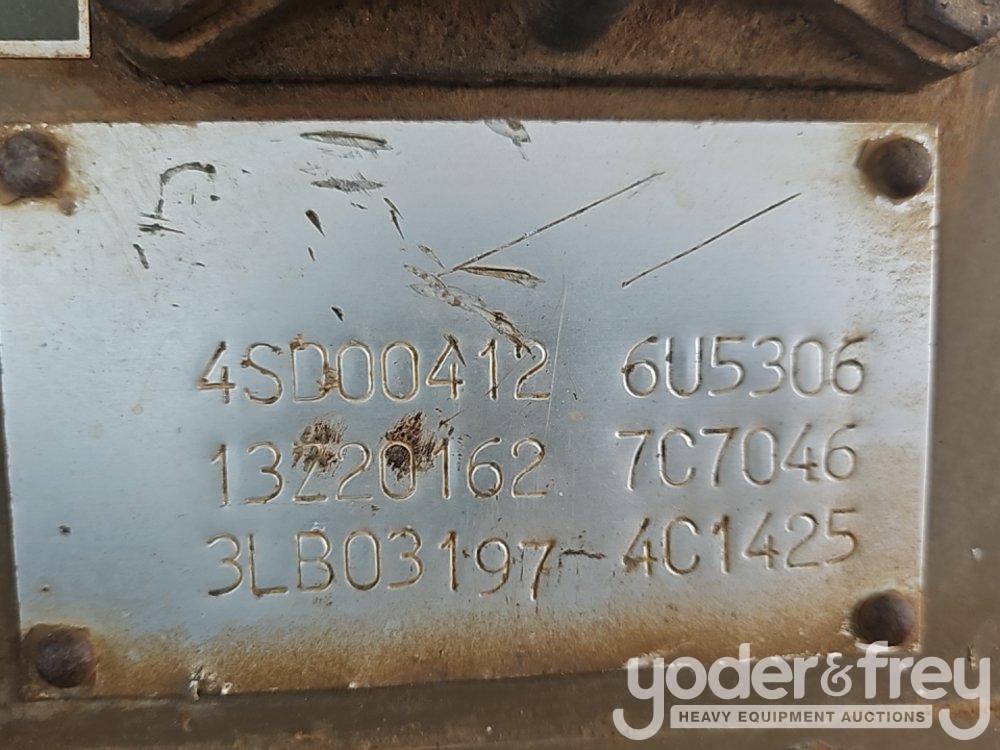 4SD00412 6U5306
13Z20162 7C7046
3LB03197 4C1425
yoder&frey
HEAVY EQUIPMENT AUCTIONS